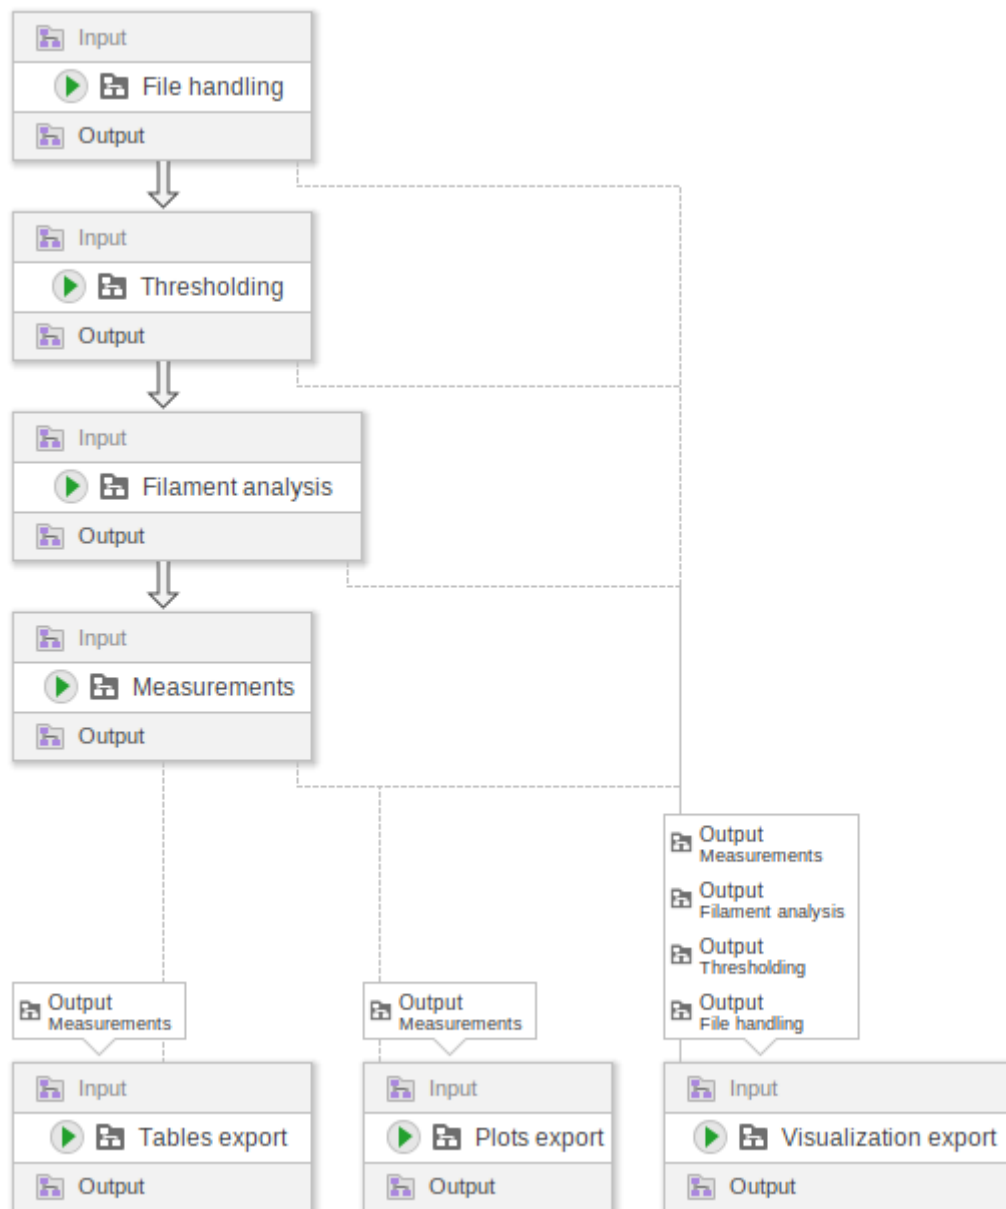 Input
File handling
Output
Input
Thresholding
Output
Input
Filament analysis
Output
Input
Measurements
Output
Output
Measurements
Output
Filament analysis
Output
Thresholding
Output
File handling
Output
Measurements
Output
Measurements
Input
Tables export
Output
Input
Plots export
Output
Input
Visualization export
Output